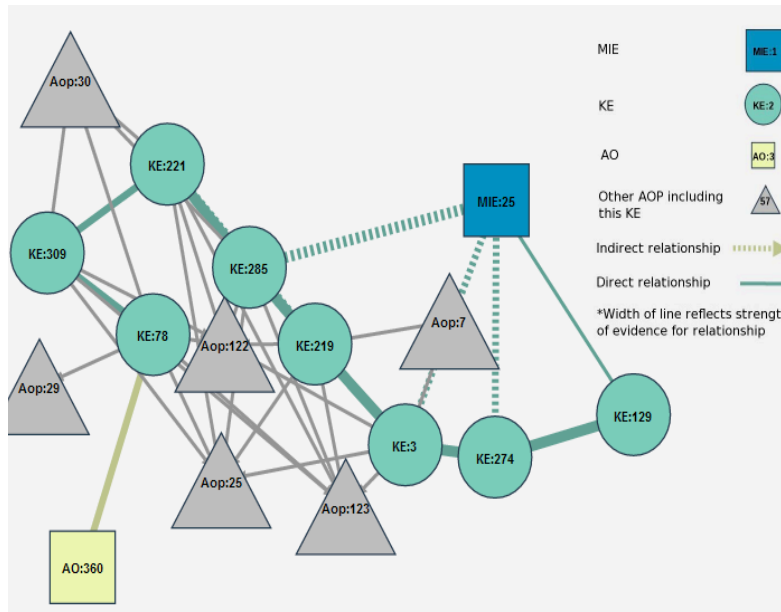 Aop:30
MIE
MIE:1
KE
KE:2
KE:221
AO
AO:3
MIE:25
Other AOP including
this KE
57
KE:309
KE:285
Indirect relationship
Direct relationship
*Width of line reflects strengt
of evidence for relationship
Aop:7
KE:78
Aop:122
KE:219
Aop:29
KE:129
KE:3
KE:274
Aop:25
Aop:123
AO:360